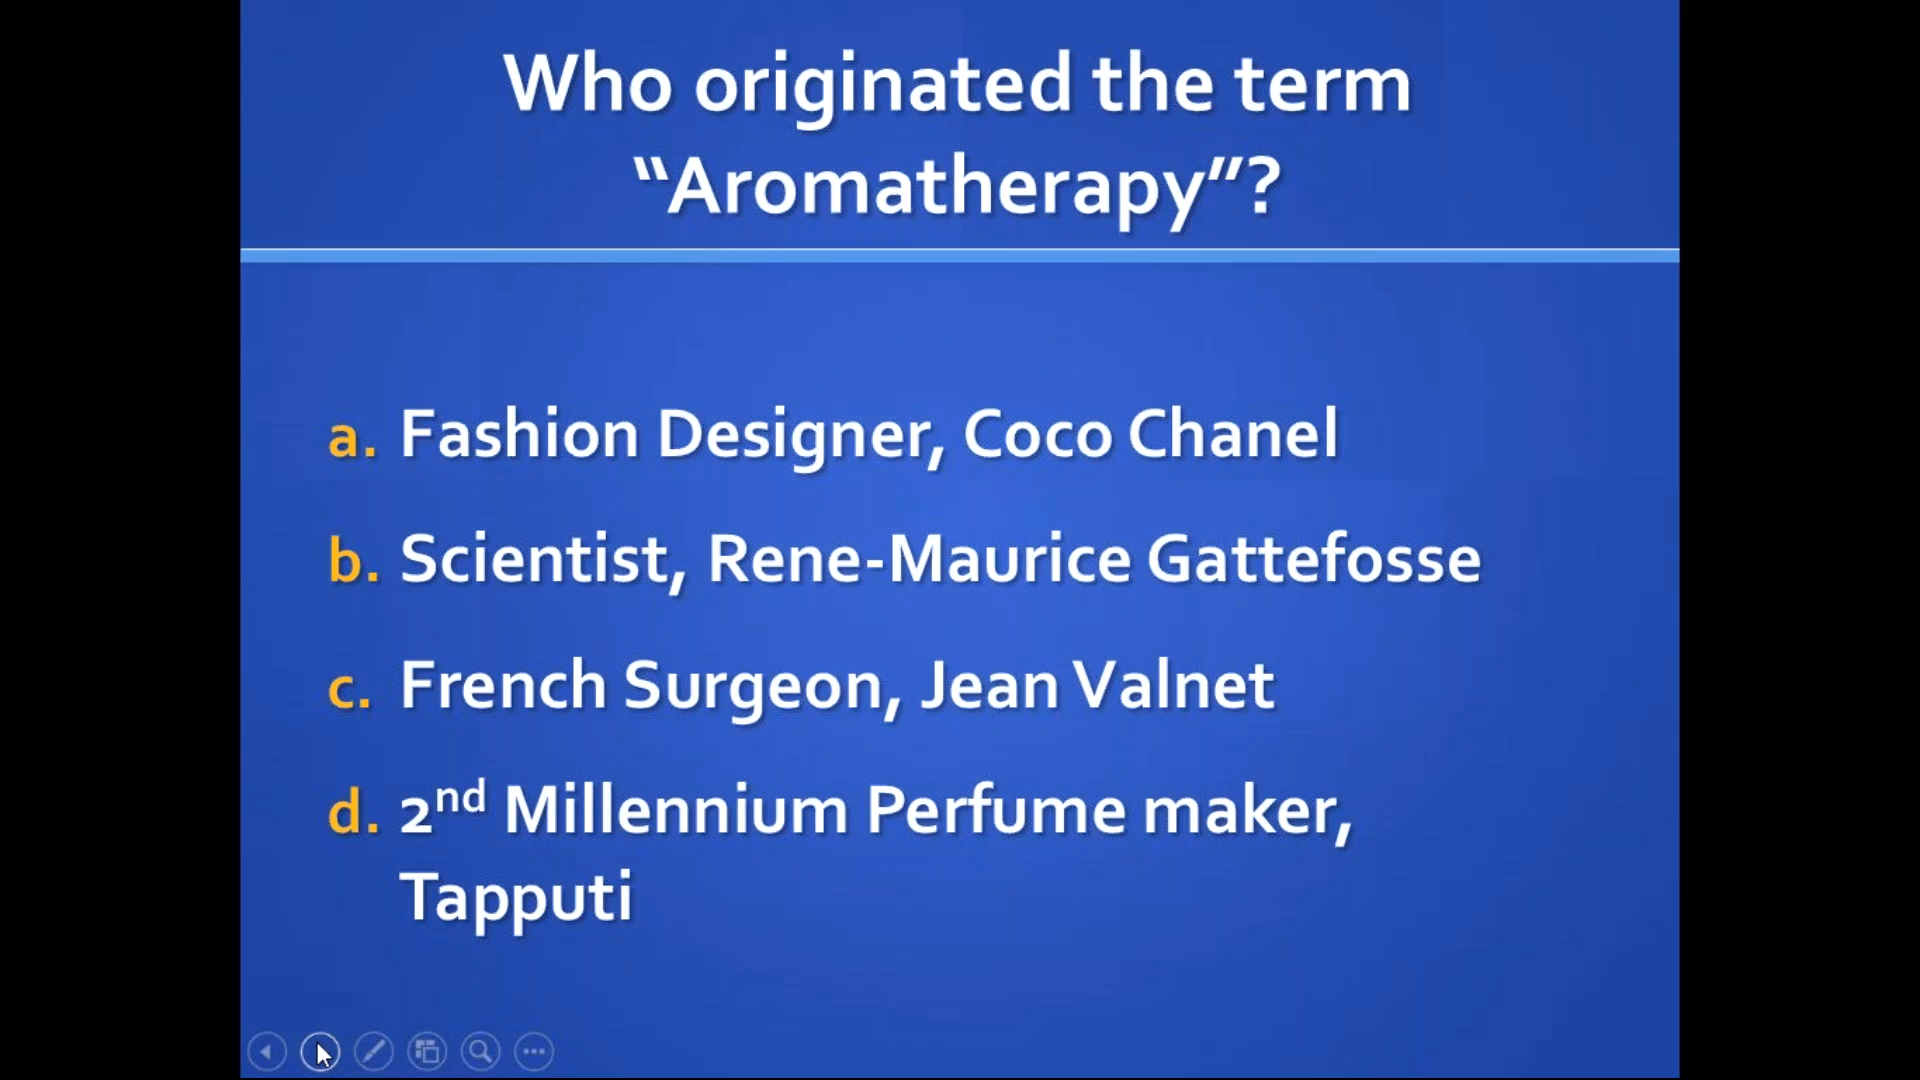 Who originated the term
“Aromatherapy”?
a. Fashion Designer, Coco Chanel
b. Scientist, Rene-Maurice Gattefosse
c. French Surgeon, Jean Valnet
d. 2nd Millennium Perfume maker,
Tapputi